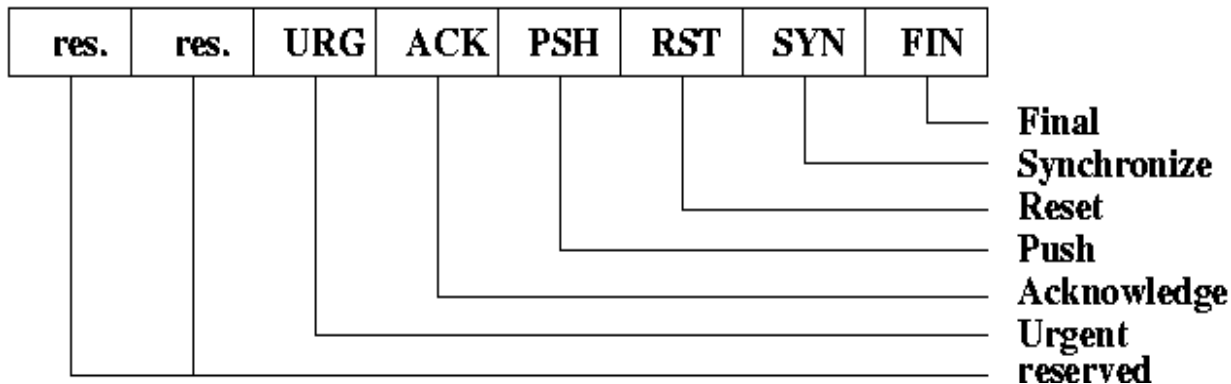 res. res. URG ACK PSH RST SYN FIN
Final
Synchronize
Reset
Push
Acknowledge
Urgent
reserved